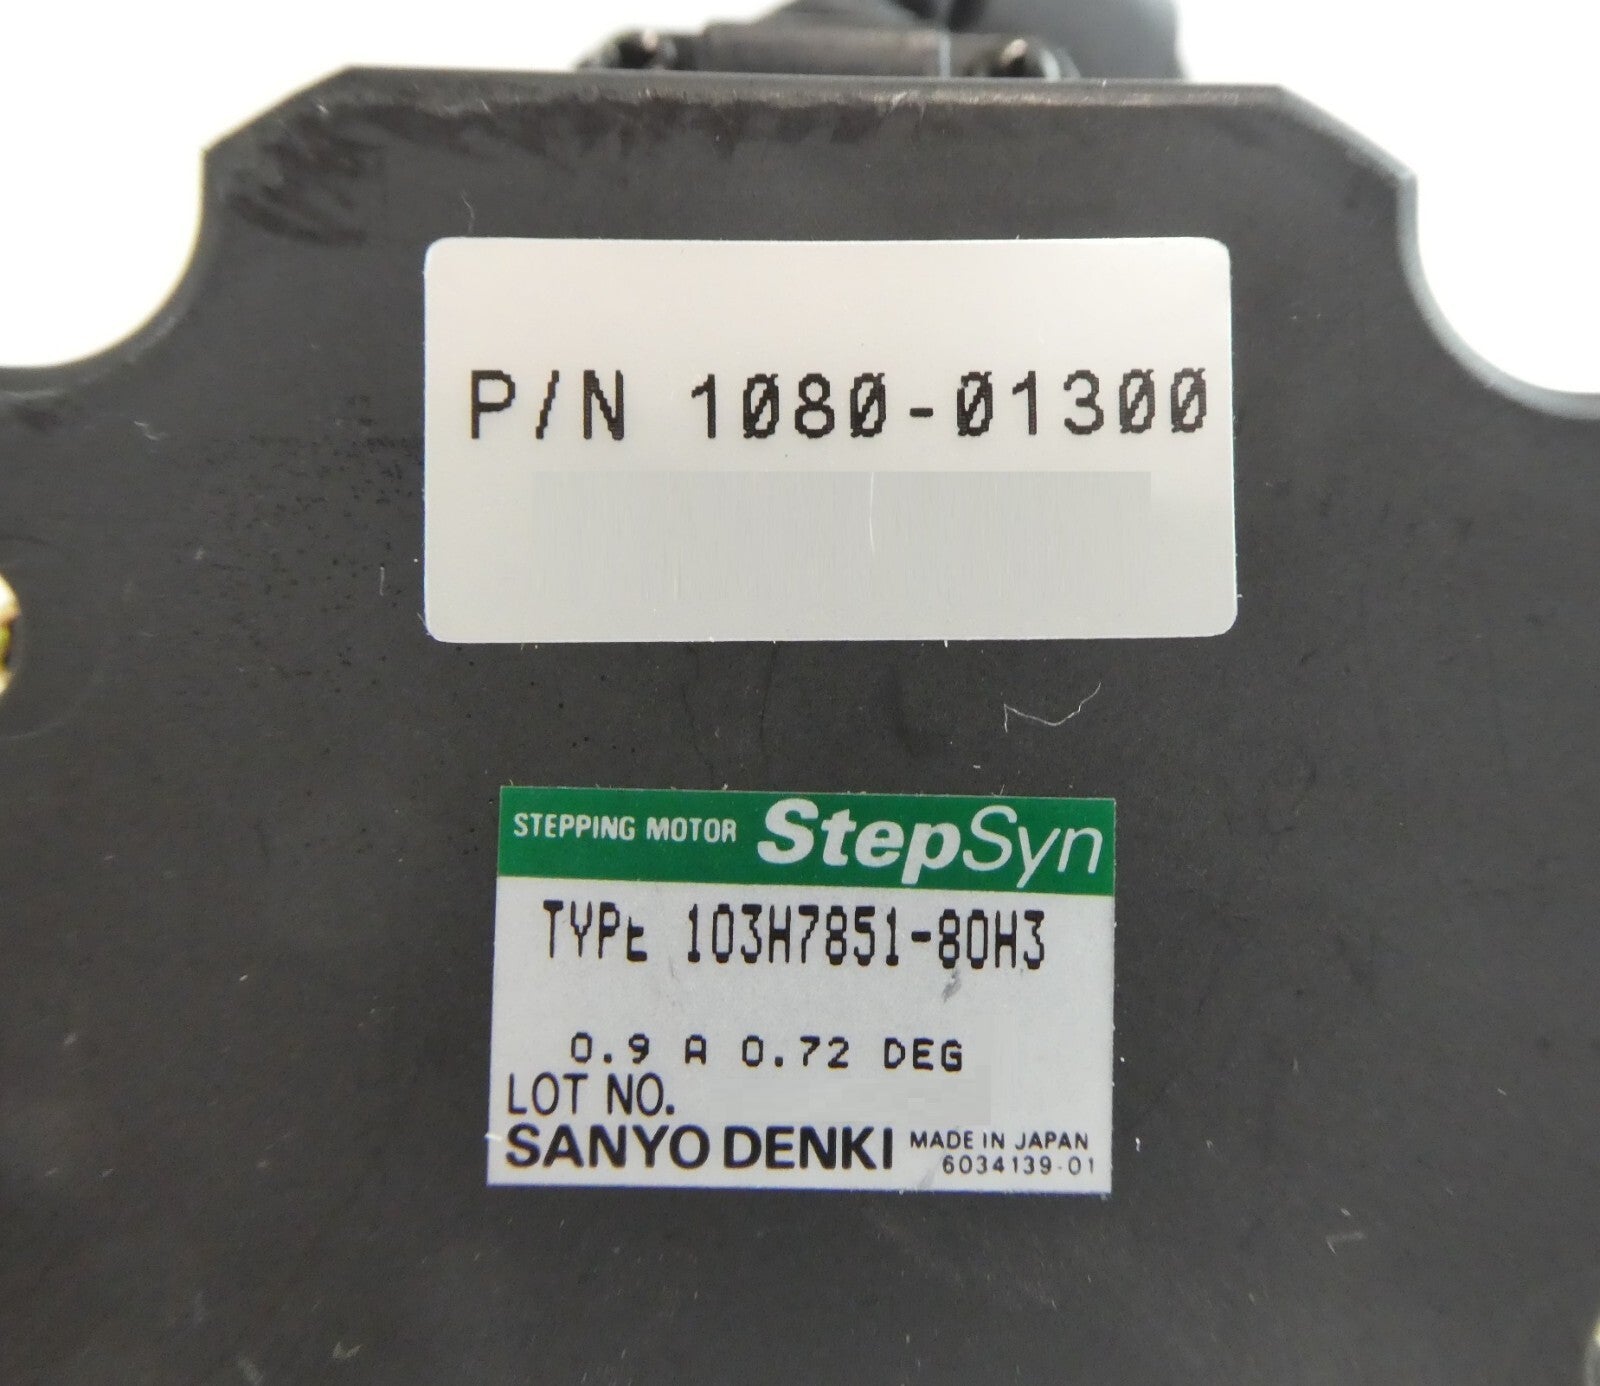 P/N 1080-01300
STEPPING MOTOR StepSyn
TYPE 103H7851-80H3
0.9 A 0.72 DEG
LOT NO.
SANYO DENKI MADE IN JAPAN
6034139-01